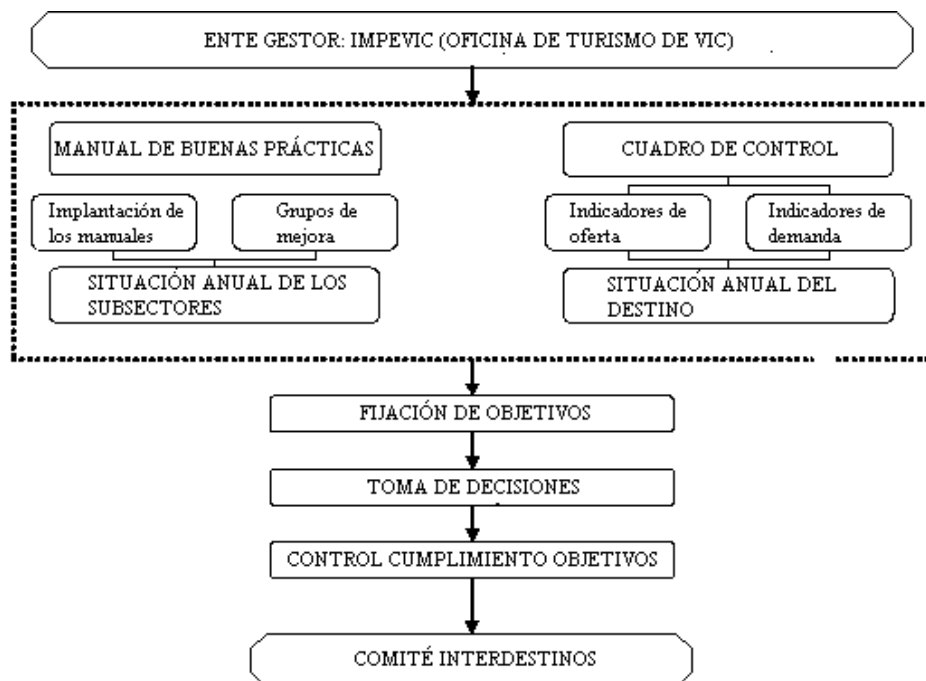 ENTE GESTOR: IMPEVIC (OFICINA DE TURISMO DE VIC)
MANUAL DE BUENAS PRÁCTICAS
Implantación de
los manuales
Grupos de
mejora
SITUACIÓN ANUAL DE LOS
SUBSECTORES
CUADRO DE CONTROL
Indicadores de
oferta
Indicadores de
demanda
SITUACIÓN ANUAL DEL
DESTINO
FIJACIÓN DE OBJETIVOS
TOMA DE DECISIONES
CONTROL CUMPLIMIENTO OBJETIVOS
COMITÉ INTERDESTINOS